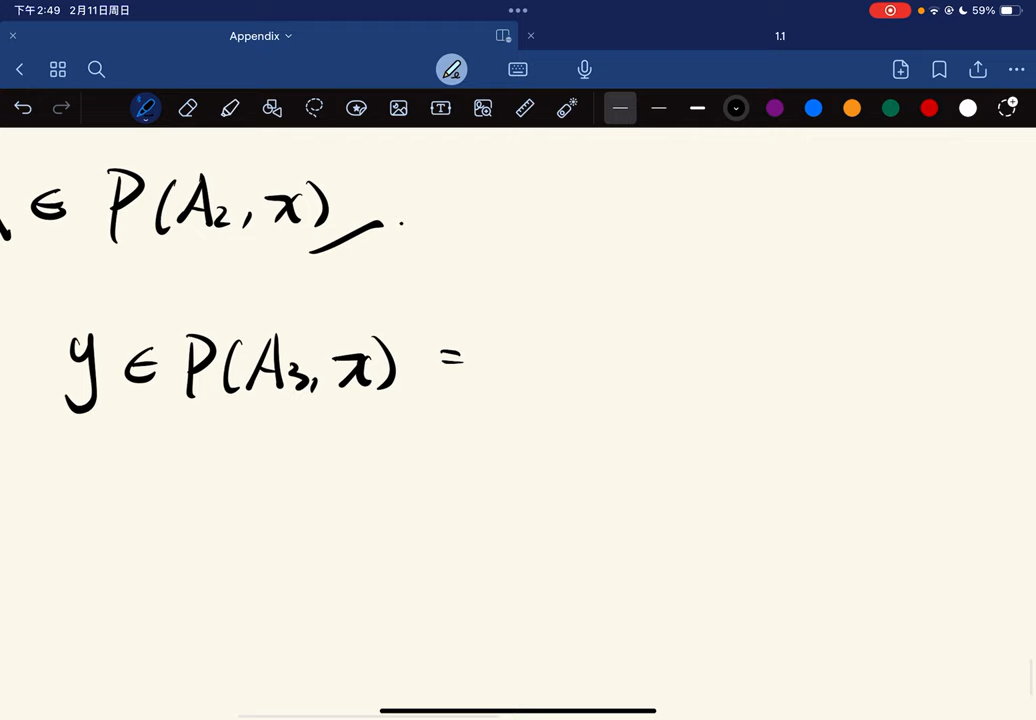 下午2:49 2月11日周日 59%
Appendix 1.1
∈ P(A₂, x).
y ∈ P(A₃, x) =